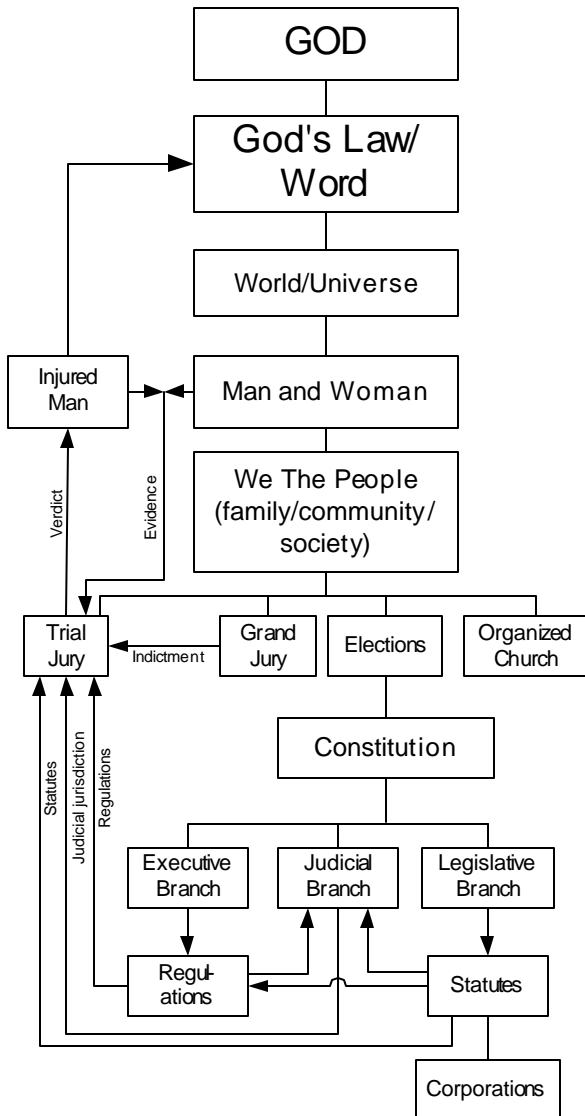 GOD
God's Law/
Word
World/Universe
Injured
Man
Man and Woman
We The People
(family/community/
society)
Verdict
Evidence
Trial
Jury
Indictment
Grand
Jury
Elections
Organized
Church
Constitution
Statutes
Judicial jurisdiction
Regulations
Executive
Branch
Judicial
Branch
Legislative
Branch
Regul-
ations
Statutes
Corporations